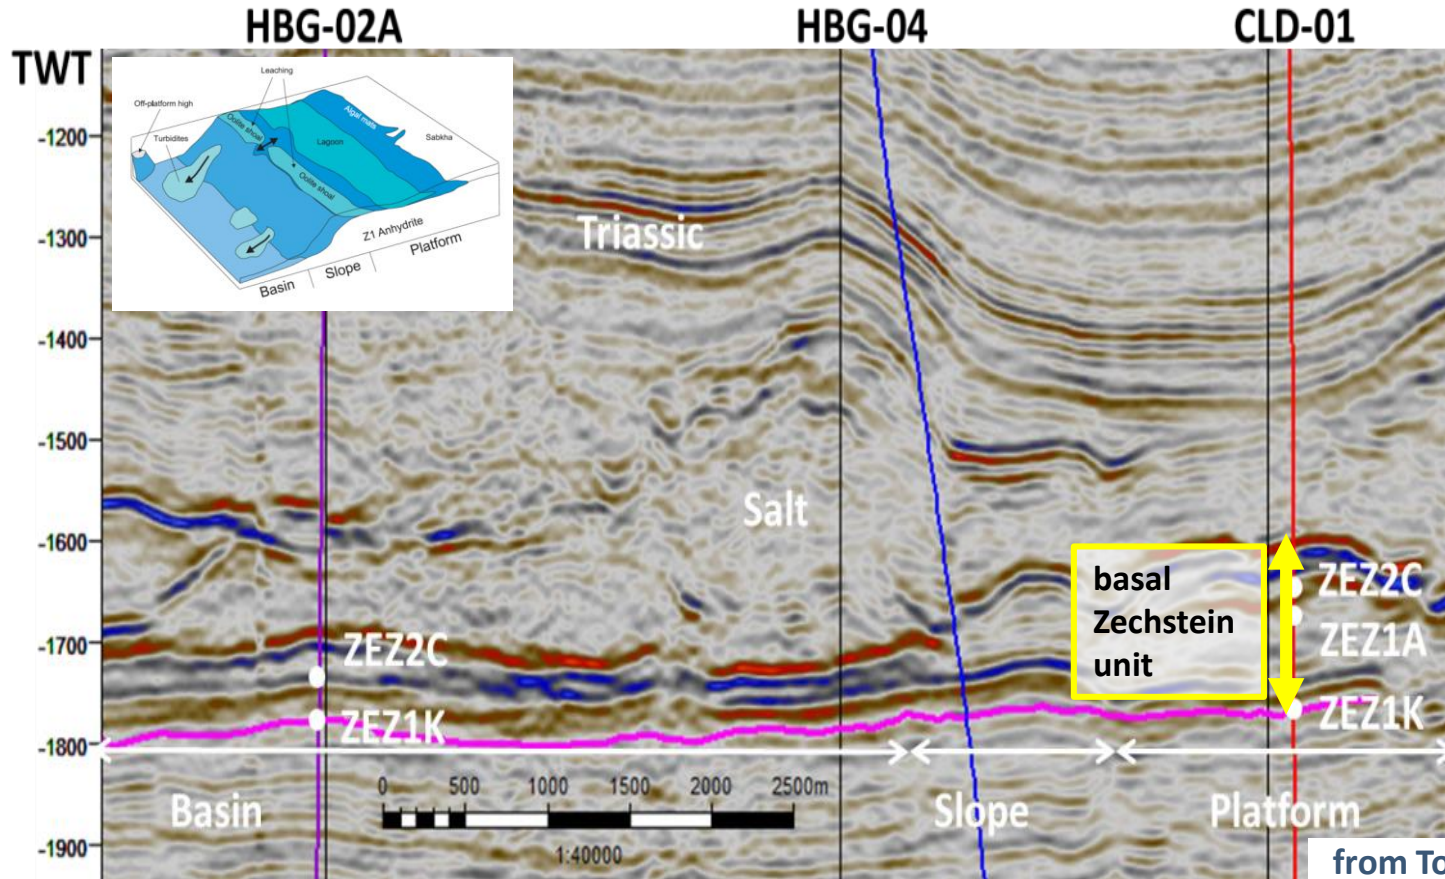 HBG-02A
HBG-04
CLD-01
TWT
-1200
-1300
-1400
-1500
-1600
-1700
-1800
-1900
Leaching
Off-platform high
Turbidites
Oolite shoal
Algal mats
Lagoon
Sabkha
Oolite shoal
Z1 Anhydrite
Basin
Slope
Platform
Triassic
Salt
basal
Zechstein
unit
ZEZ2C
ZEZ1A
ZEZ1K
ZEZ2C
ZEZ1K
0 500 1000 1500 2000 2500m
1:40000
Basin
Slope
Platform
from To